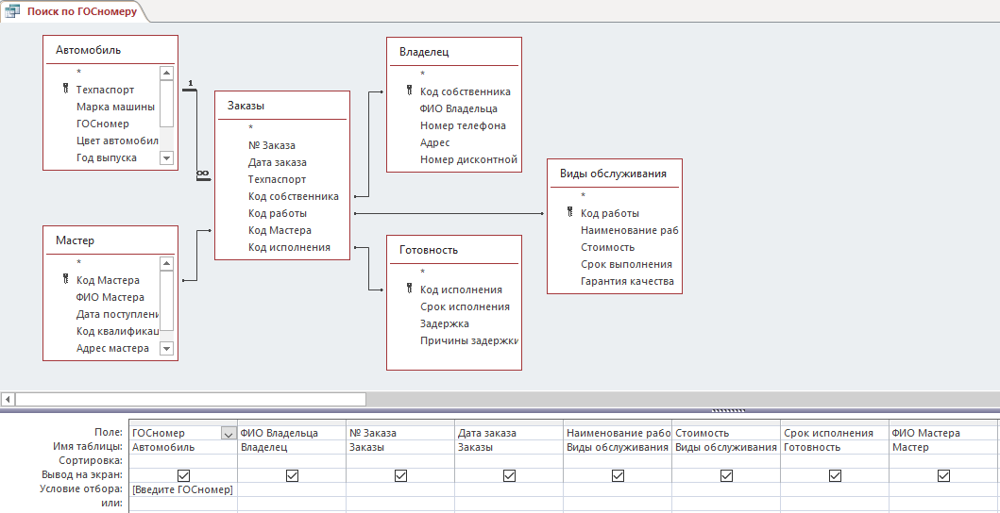 Поиск по ГОСномеру
Автомобиль
*
Техпаспорт
Марка машины
ГОСномер
Цвет автомобил
Год выпуска
1
∞
Заказы
*
№ Заказа
Дата заказа
Техпаспорт
Код собственника
Код работы
Код Мастера
Код исполнения
Владелец
*
Код собственника
ФИО Владельца
Номер телефона
Адрес
Номер дисконтной
Виды обслуживания
*
Код работы
Наименование раб
Стоимость
Срок выполнения
Гарантия качества
Мастер
*
Код Мастера
ФИО Мастера
Дата поступлени
Код квалификац
Адрес мастера
Готовность
*
Код исполнения
Срок исполнения
Задержка
Причины задержки
Поле: ГОСномер ФИО Владельца № Заказа Дата заказа Наименование рабо Стоимость Срок исполнения ФИО Мастера
Имя таблицы: Автомобиль Владелец Заказы Заказы Виды обслуживания Виды обслуживания Готовность Мастер
Сортировка:
Вывод на экран:
Условие отбора: [Введите ГОСномер]
или: